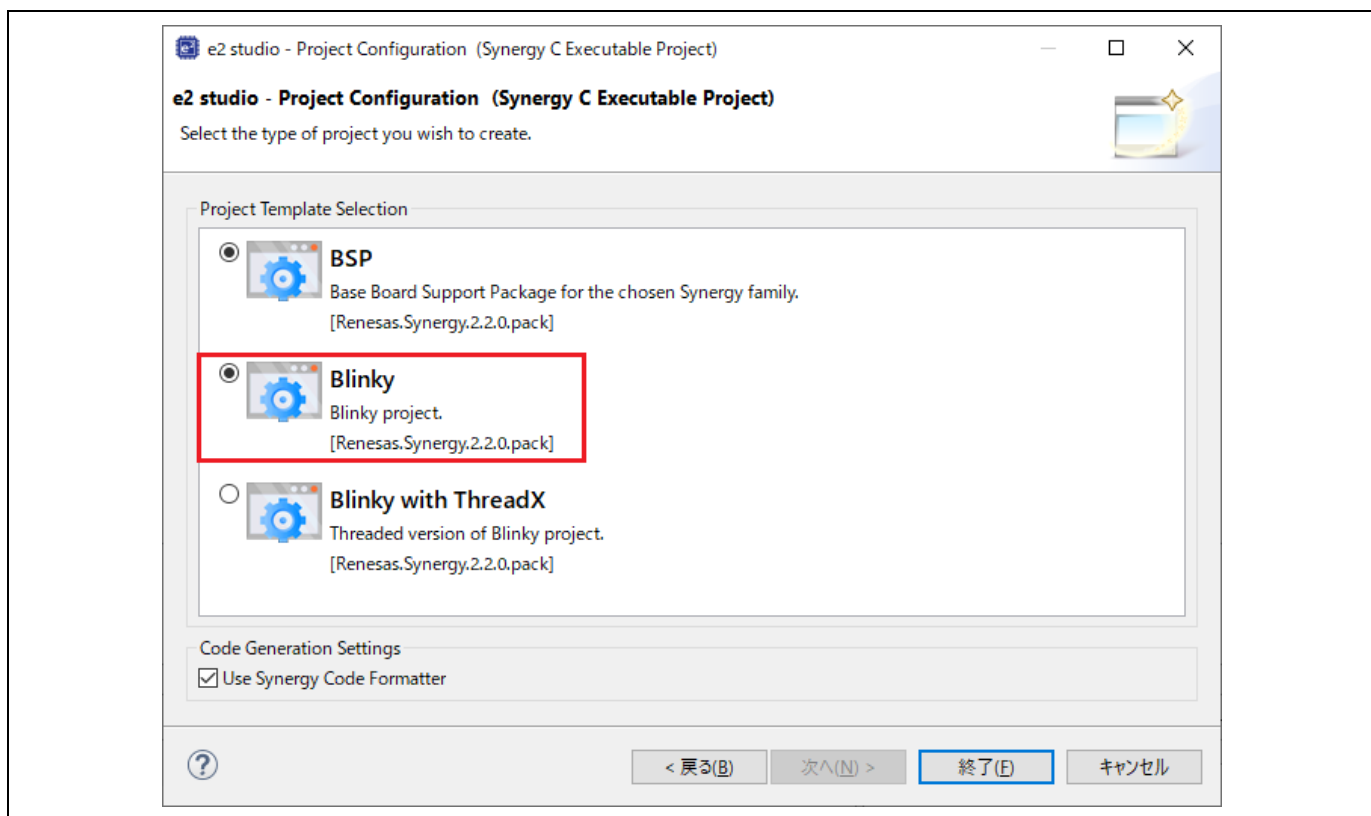 e2 studio - Project Configuration (Synergy C Executable Project)
e2 studio - Project Configuration (Synergy C Executable Project)
Select the type of project you wish to create.
Project Template Selection
BSP
Base Board Support Package for the chosen Synergy family.
[Renesas.Synergy.2.2.0.pack]
Blinky
Blinky project.
[Renesas.Synergy.2.2.0.pack]
Blinky with ThreadX
Threaded version of Blinky project.
[Renesas.Synergy.2.2.0.pack]
Code Generation Settings
Use Synergy Code Formatter
< 戻る(B) 次へ(N) > 終了(F) キャンセル